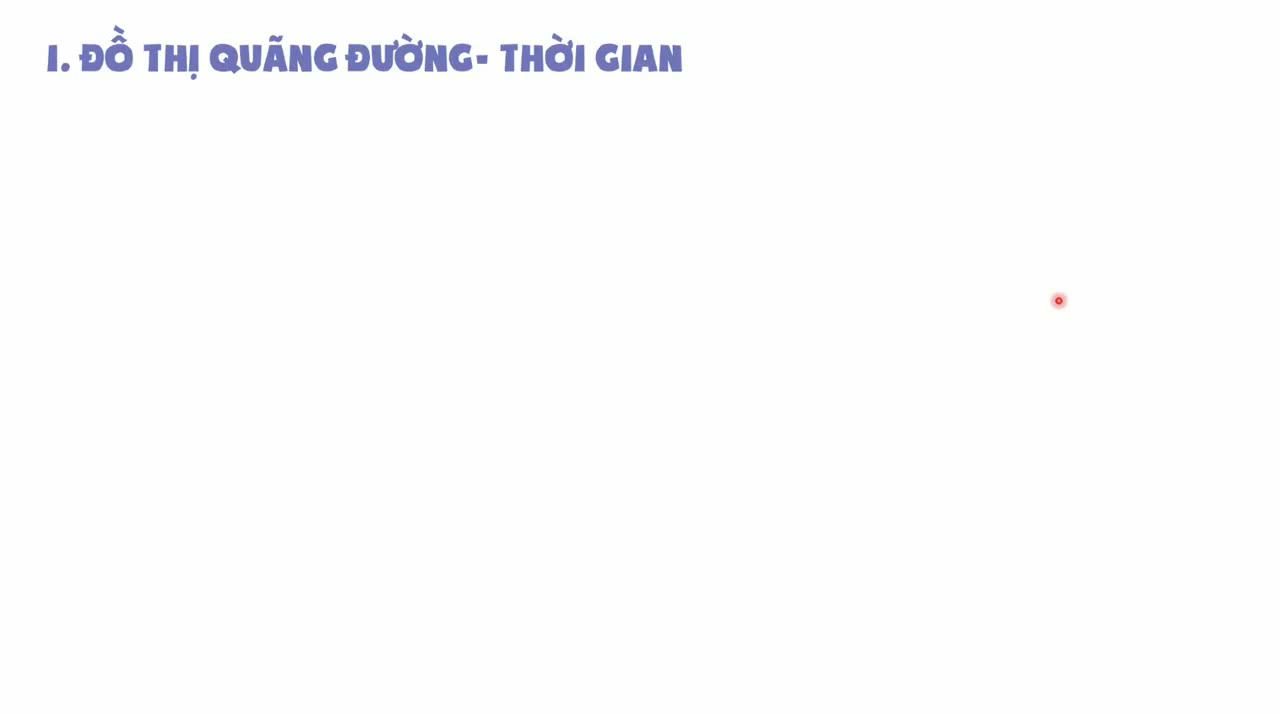 I. ĐỒ THỊ QUÃNG ĐƯỜNG- THỜI GIAN